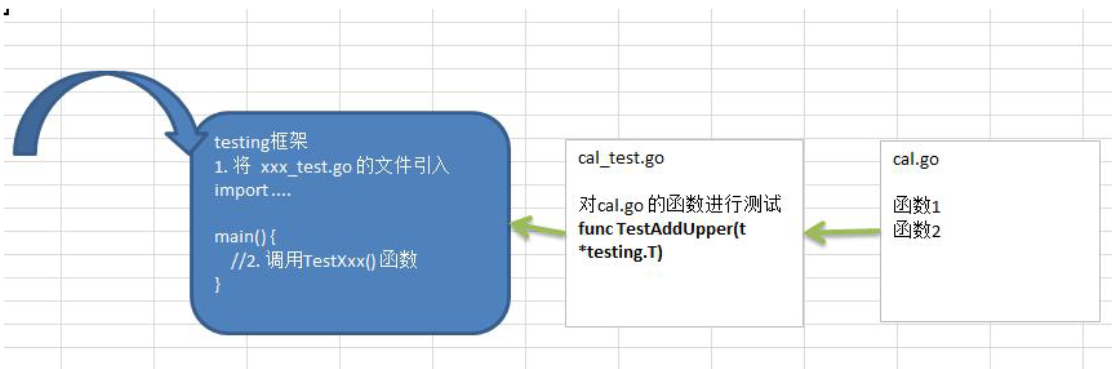 testing框架
1. 将 xxx_test.go 的文件引入
import ....
main() {
//2. 调用TestXxx() 函数
}
cal_test.go
对cal.go 的函数进行测试
func TestAddUpper(t
*testing.T)
cal.go
函数1
函数2